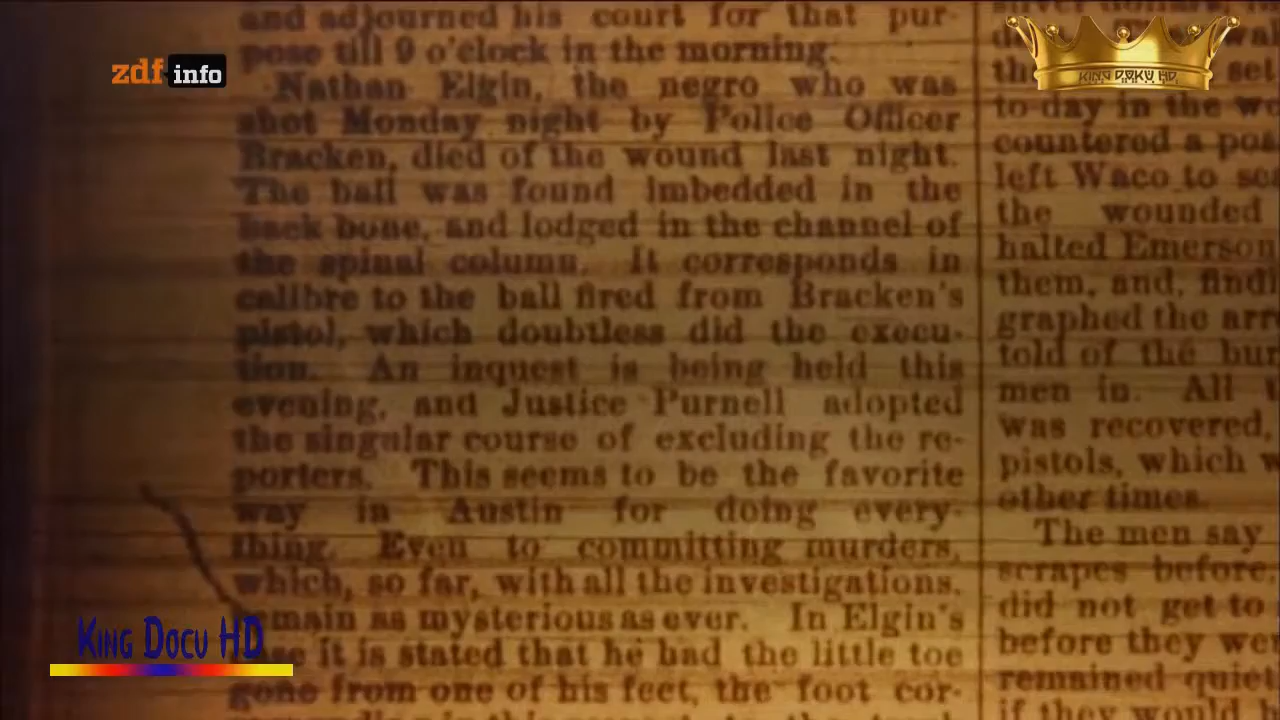 zdf info
KING DOKU HD
and adjourned his court for that pur-
pose till 9 o'clock in the morning.
Nathan Elgin, the negro who was
shot Monday night by Police Officer
Bracken, died of the wound last night.
The ball was found imbedded in the
back bone, and lodged in the channel of
the spinal column. It corresponds in
calibre to the ball fired from Bracken's
pistol, which doubtless did the execu-
tion. An inquest is being held this
evening, and Justice Purnell adopted
the singular course of excluding the re-
porters. This seems to be the favorite
way in Austin for doing every-
thing. Even to committing murders,
which, so far, with all the investigations,
remain as mysterious as ever. In Elgin's
it is stated that he had the little toe
gone from one of his feet, the foot cor-
silver dollars,
set
to-day in the
countered a
left Waco to
the wounded
halted Emerson
them, and,
graphed the
told of the
men in. All
was recovered,
pistols, which
other times.
The men say
scrapes before,
did not get to
before they
remained quiet
if they would
KING DOCU HD